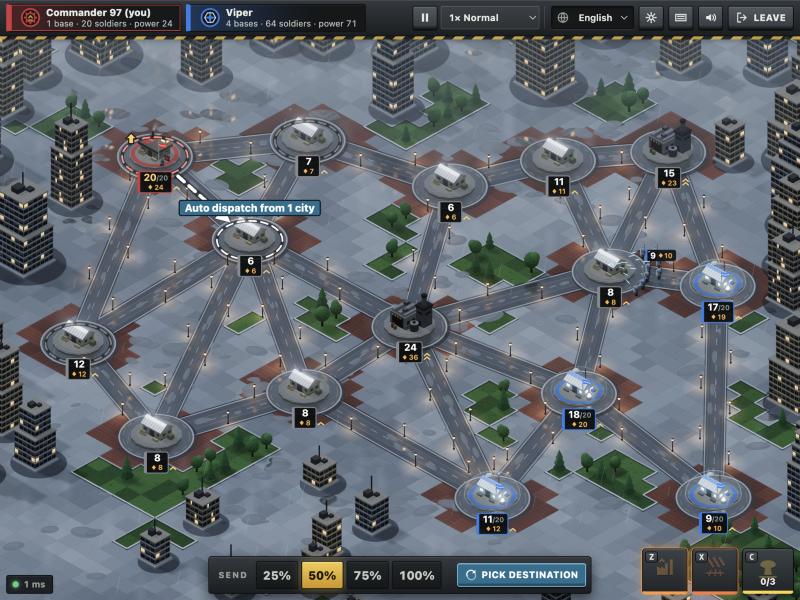 Commander 97 (you)
1 base · 20 soldiers · power 24
Viper
4 bases · 64 soldiers · power 71
1× Normal
English
LEAVE
20/20
24
7
7
Auto dispatch from 1 city
6
6
11
11
15
23
6
6
9 10
8
8
17/20
19
12
12
24
36
8
8
18/20
20
8
8
11/20
12
9/20
10
SEND
25%
50%
75%
100%
PICK DESTINATION
Z
X
C
0/3
1 ms